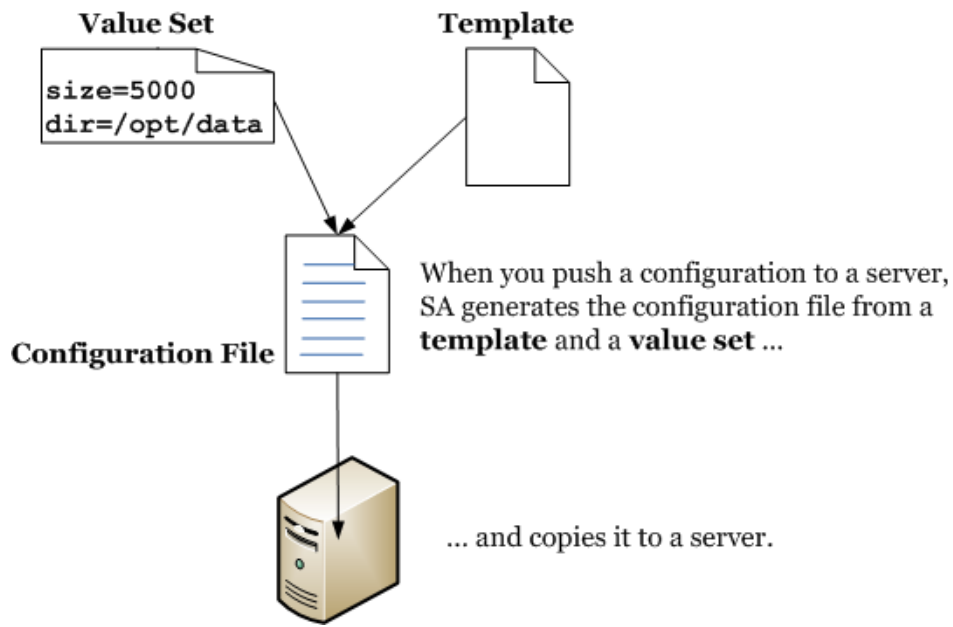 Value Set
Template
size=5000
dir=/opt/data
When you push a configuration to a server,
SA generates the configuration file from a
template and a value set ...
Configuration File
... and copies it to a server.